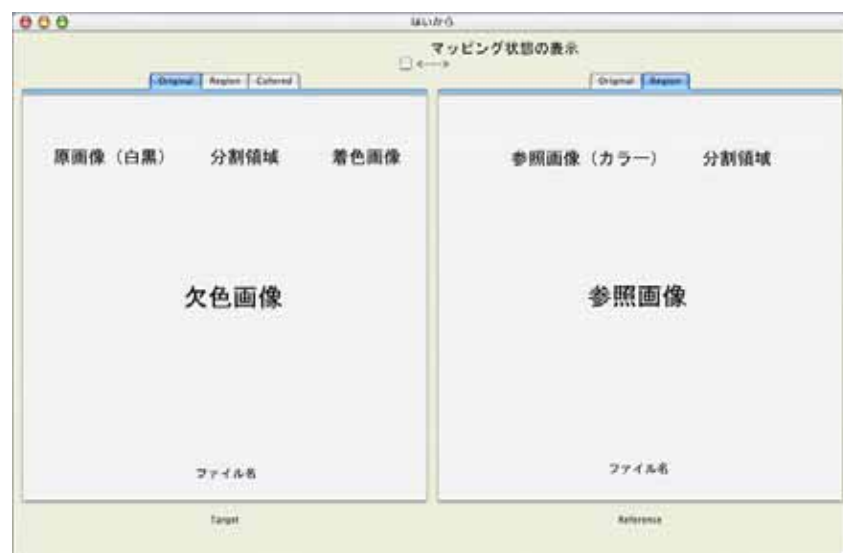 はいから
マッピング状態の表示
<---->
Original Region Colored
Original Region
原画像（白黒） 分割領域 着色画像
参照画像（カラー） 分割領域
欠色画像
参照画像
ファイル名
ファイル名
Target
Reference